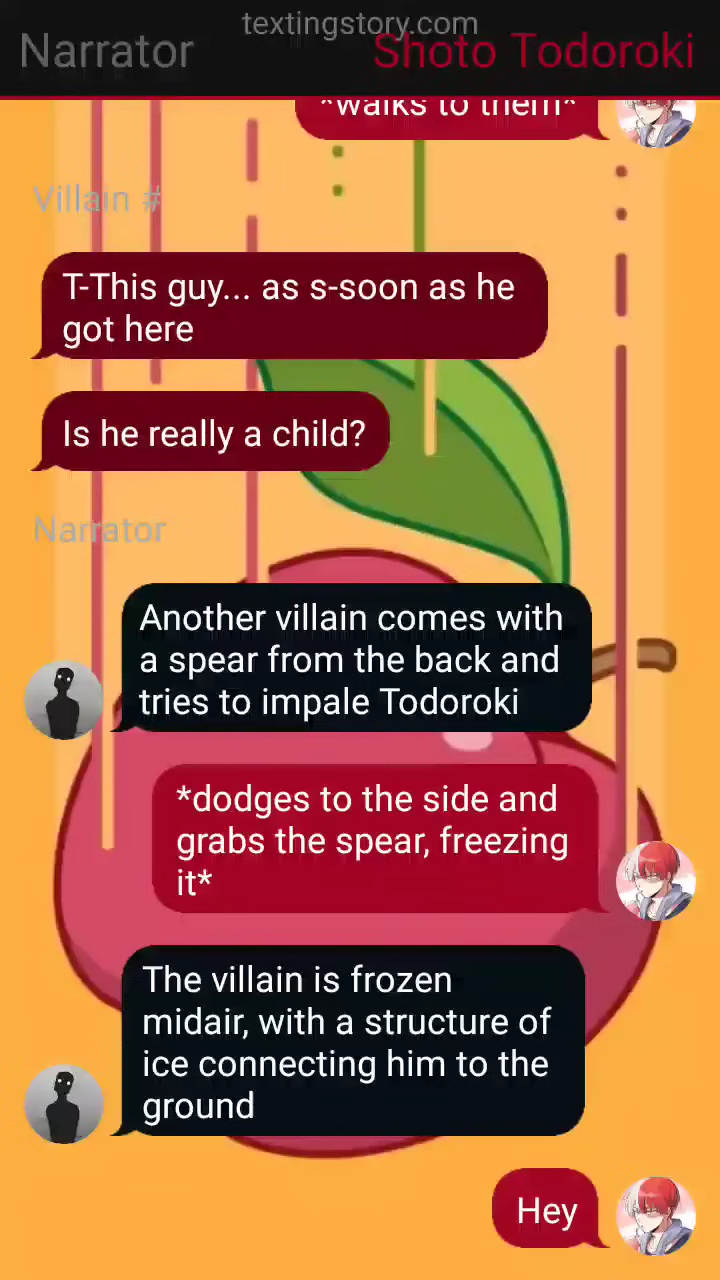 textingstory.com
Narrator
Shoto Todoroki
*walks to them*
Villain #
T-This guy... as s-soon as he
got here
Is he really a child?
Narrator
Another villain comes with
a spear from the back and
tries to impale Todoroki
*dodges to the side and
grabs the spear, freezing
it*
The villain is frozen
midair, with a structure of
ice connecting him to the
ground
Hey